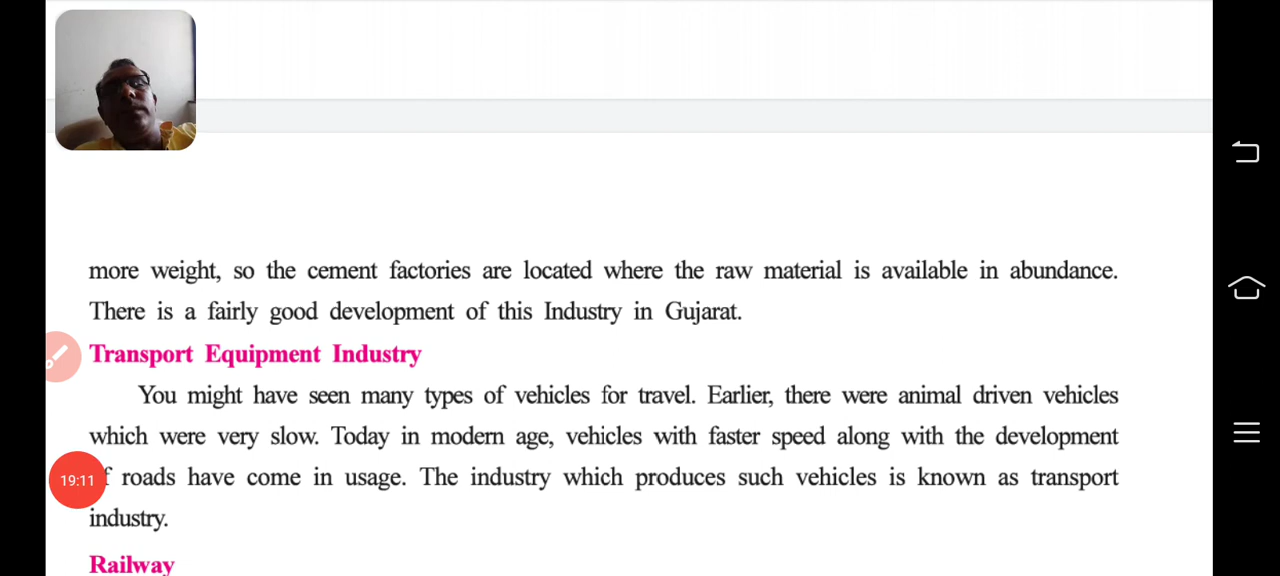 more weight, so the cement factories are located where the raw material is available in abundance.
There is a fairly good development of this Industry in Gujarat.
Transport Equipment Industry
You might have seen many types of vehicles for travel. Earlier, there were animal driven vehicles
which were very slow. Today in modern age, vehicles with faster speed along with the development
19:11 f roads have come in usage. The industry which produces such vehicles is known as transport
industry.
Railway